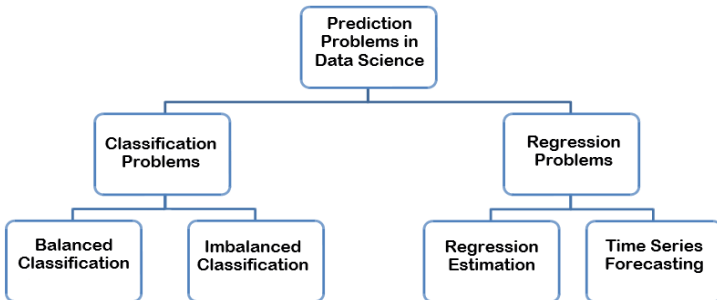 Prediction
Problems in
Data Science
Classification
Problems
Regression
Problems
Balanced
Classification
Imbalanced
Classification
Regression
Estimation
Time Series
Forecasting